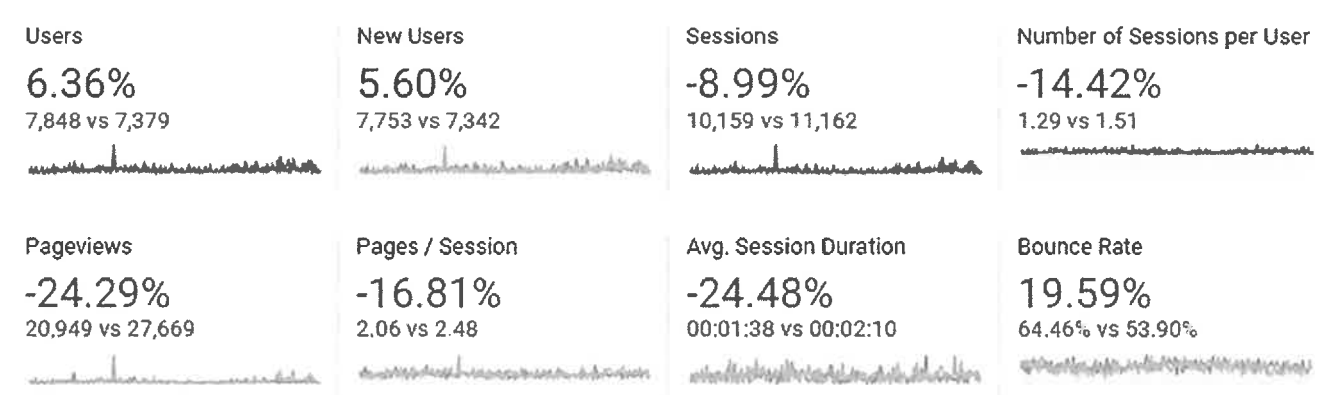 Users
6.36%
7,848 vs 7,379
New Users
5.60%
7,753 vs 7,342
Sessions
-8.99%
10,159 vs 11,162
Number of Sessions per User
-14.42%
1.29 vs 1.51
Pageviews
-24.29%
20,949 vs 27,669
Pages / Session
-16.81%
2.06 vs 2.48
Avg. Session Duration
-24.48%
00:01:38 vs 00:02:10
Bounce Rate
19.59%
64.46% vs 53.90%